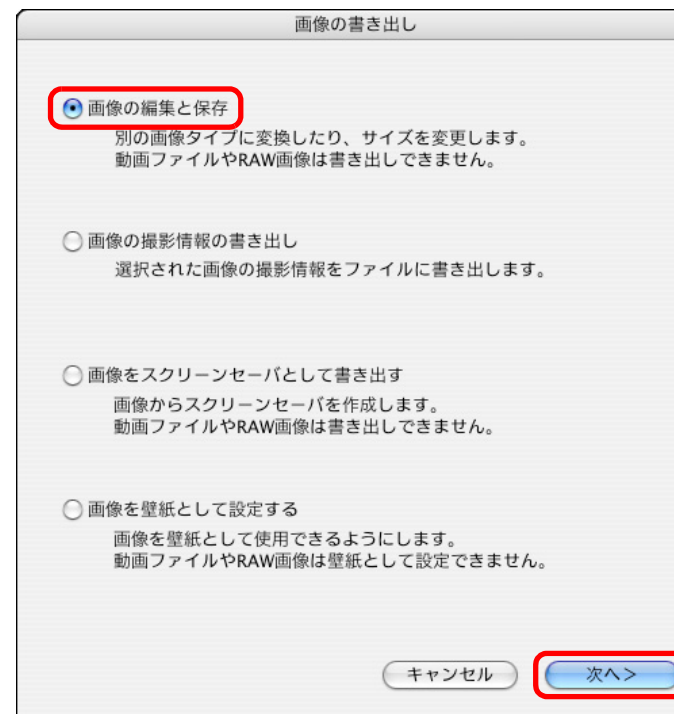 画像の書き出し
画像の編集と保存
別の画像タイプに変換したり、サイズを変更します。
動画ファイルやRAW画像は書き出しできません。
画像の撮影情報の書き出し
選択された画像の撮影情報をファイルに書き出します。
画像をスクリーンセーバとして書き出す
画像からスクリーンセーバを作成します。
動画ファイルやRAW画像は書き出しできません。
画像を壁紙として設定する
画像を壁紙として使用できるようにします。
動画ファイルやRAW画像は壁紙として設定できません。
キャンセル 次へ>